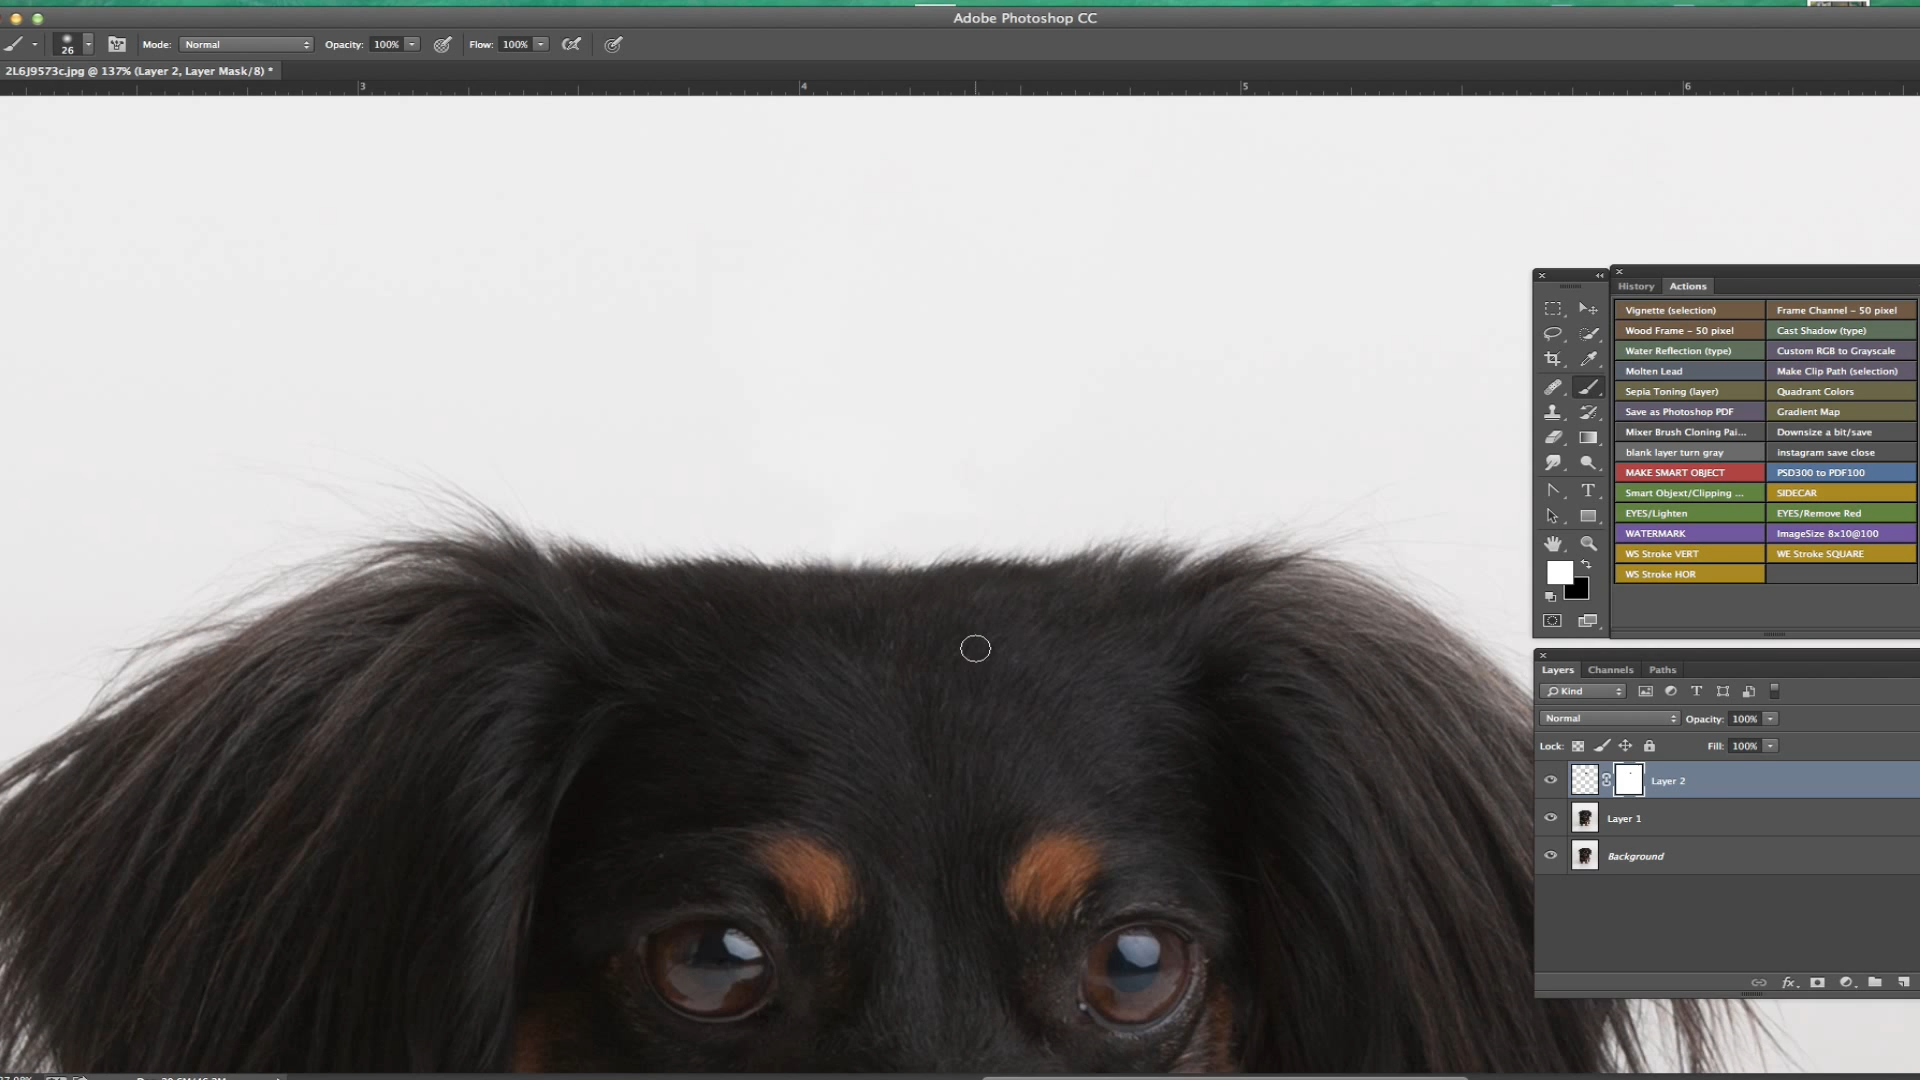 Adobe Photoshop CC
26 Mode: Normal Opacity: 100% Flow: 100%
2L6J9573c.jpg @ 137% (Layer 2, Layer Mask/8) *
3 4 5 6
History Actions
Vignette (selection) Frame Channel - 50 pixel
Wood Frame - 50 pixel Cast Shadow (type)
Water Reflection (type) Custom RGB to Grayscale
Molten Lead Make Clip Path (selection)
Sepia Toning (layer) Quadrant Colors
Save as Photoshop PDF Gradient Map
Mixer Brush Cloning Pai... Downsize a bit/save
blank layer turn gray instagram save close
MAKE SMART OBJECT PSD300 to PDF100
Smart Objext/Clipping ... SIDECAR
EYES/Lighten EYES/Remove Red
WATERMARK ImageSize 8x10@100
WS Stroke VERT WE Stroke SQUARE
WS Stroke HOR
Layers Channels Paths
Kind
Normal Opacity: 100%
Lock: Fill: 100%
Layer 2
Layer 1
Background
fx